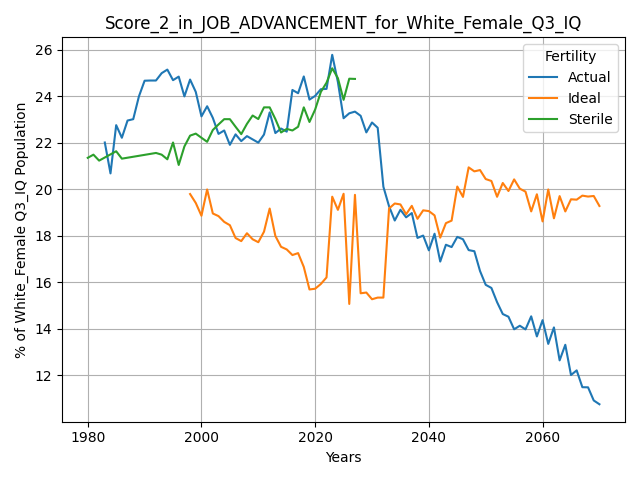 Score_2_in_JOB_ADVANCEMENT_for_White_Female_Q3_IQ
% of White_Female Q3_IQ Population
26
24
22
20
18
16
14
12
Fertility
Actual
Ideal
Sterile
1980
2000
2020
2040
2060
Years